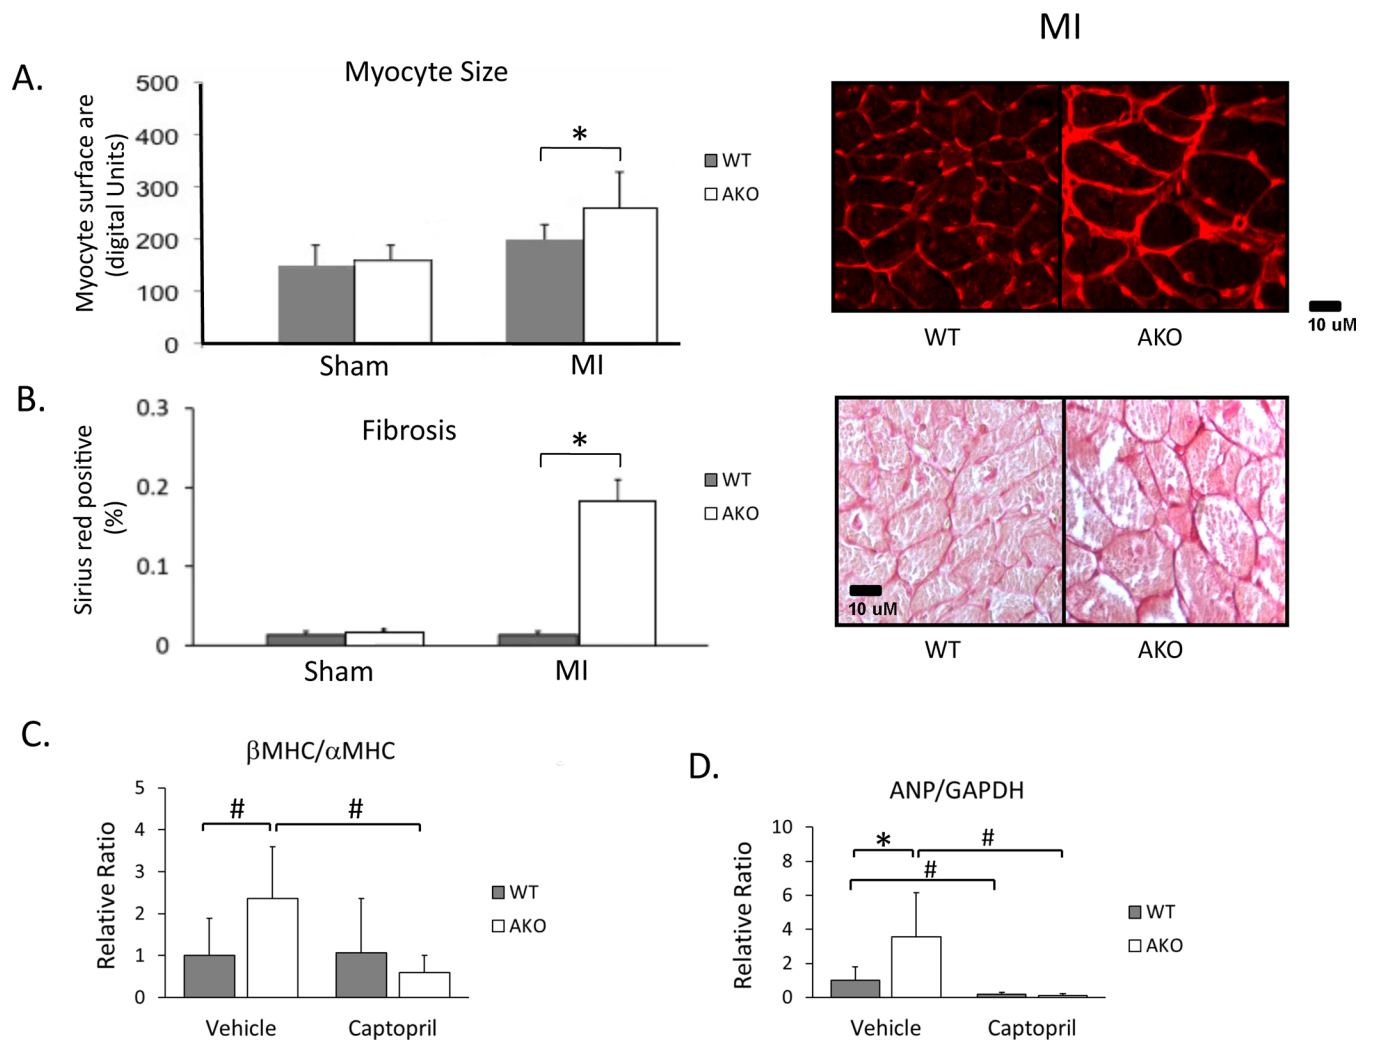 MI
A.
Myocyte Size
Myocyte surface are
(digital Units)
500
400
300
200
100
0
*
WT
AKO
Sham
MI
WT
AKO
10 uM
B.
Fibrosis
Sirius red positive
(%)
0.3
0.2
0.1
0
*
WT
AKO
Sham
MI
10 uM
WT
AKO
C.
βMHC/αMHC
Relative Ratio
5
4
3
2
1
0
#
#
WT
AKO
Vehicle
Captopril
D.
ANP/GAPDH
Relative Ratio
10
8
6
4
2
0
*
#
#
WT
AKO
Vehicle
Captopril